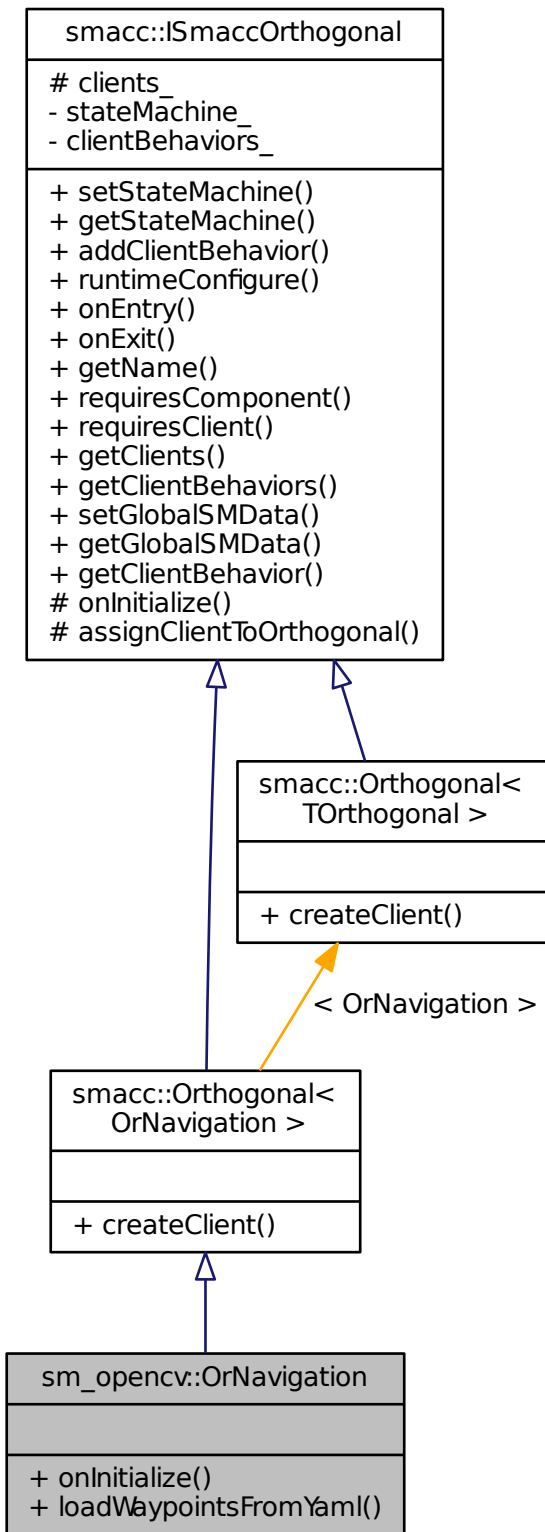 smacc::ISmaccOrthogonal
# clients_
- stateMachine_
- clientBehaviors_
+ setStateMachine()
+ getStateMachine()
+ addClientBehavior()
+ runtimeConfigure()
+ onEntry()
+ onExit()
+ getName()
+ requiresComponent()
+ requiresClient()
+ getClients()
+ getClientBehaviors()
+ setGlobalSMData()
+ getGlobalSMData()
+ getClientBehavior()
# onInitialize()
# assignClientToOrthogonal()
smacc::Orthogonal<
TOrthogonal >
+ createClient()
< OrNavigation >
smacc::Orthogonal<
OrNavigation >
+ createClient()
sm_opencv::OrNavigation
+ onInitialize()
+ loadWaypointsFromYaml()